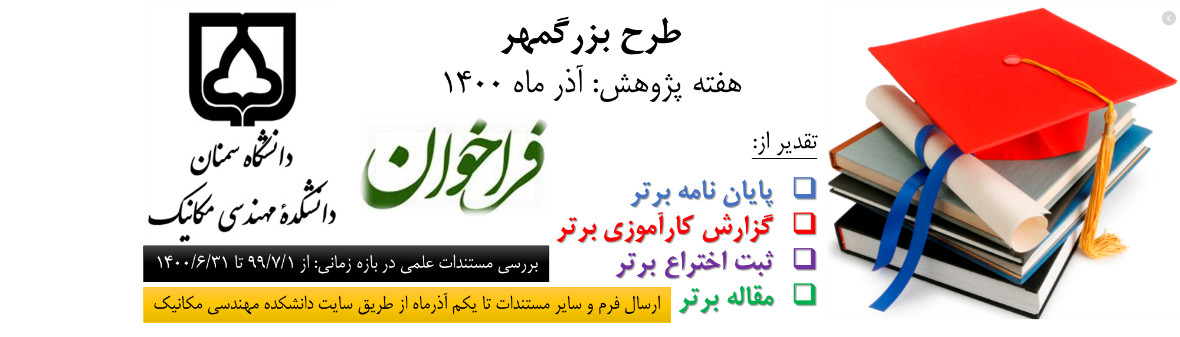 طرح بزرگمهر
هفته پژوهش: آذر ماه ۱۴۰۰
فراخوان
دانشگاه سمنان
دانشکدهٔ مهندسی مکانیک
تقدیر از:
پایان نامه برتر
گزارش کارآموزی برتر
ثبت اختراع برتر
مقاله برتر
بررسی مستندات علمی در بازه زمانی: از ۹۹/۷/۱ تا ۱۴۰۰/۶/۳۱
ارسال فرم و سایر مستندات تا یکم آذرماه از طریق سایت دانشکده مهندسی مکانیک